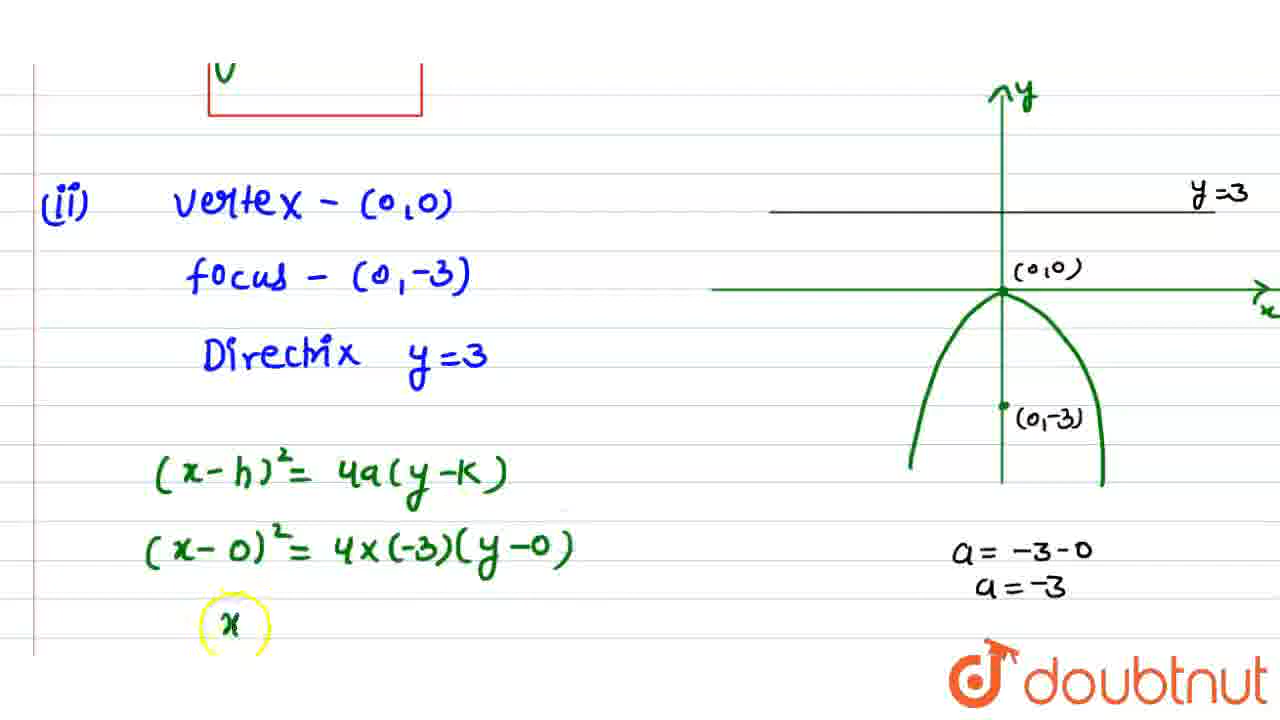 (ii) Vertex - (0,0)
focus - (0,-3)
Directrix y=3
(x-h)²= 4a(y-k)
(x-0)²= 4×(-3)(y-0)
x
y
y=3
(0,0)
x
(0,-3)
a= -3-0
a=-3
doubtnut